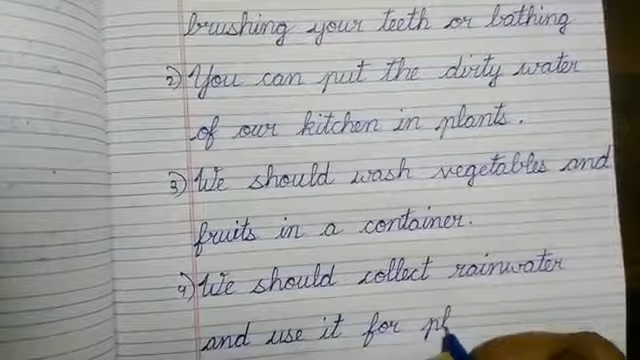 brushing your teeth or bathing
2) You can put the dirty water
of our kitchen in plants.
3) We should wash vegetables and
fruits in a container.
4) We should collect rainwater
and use it for pl